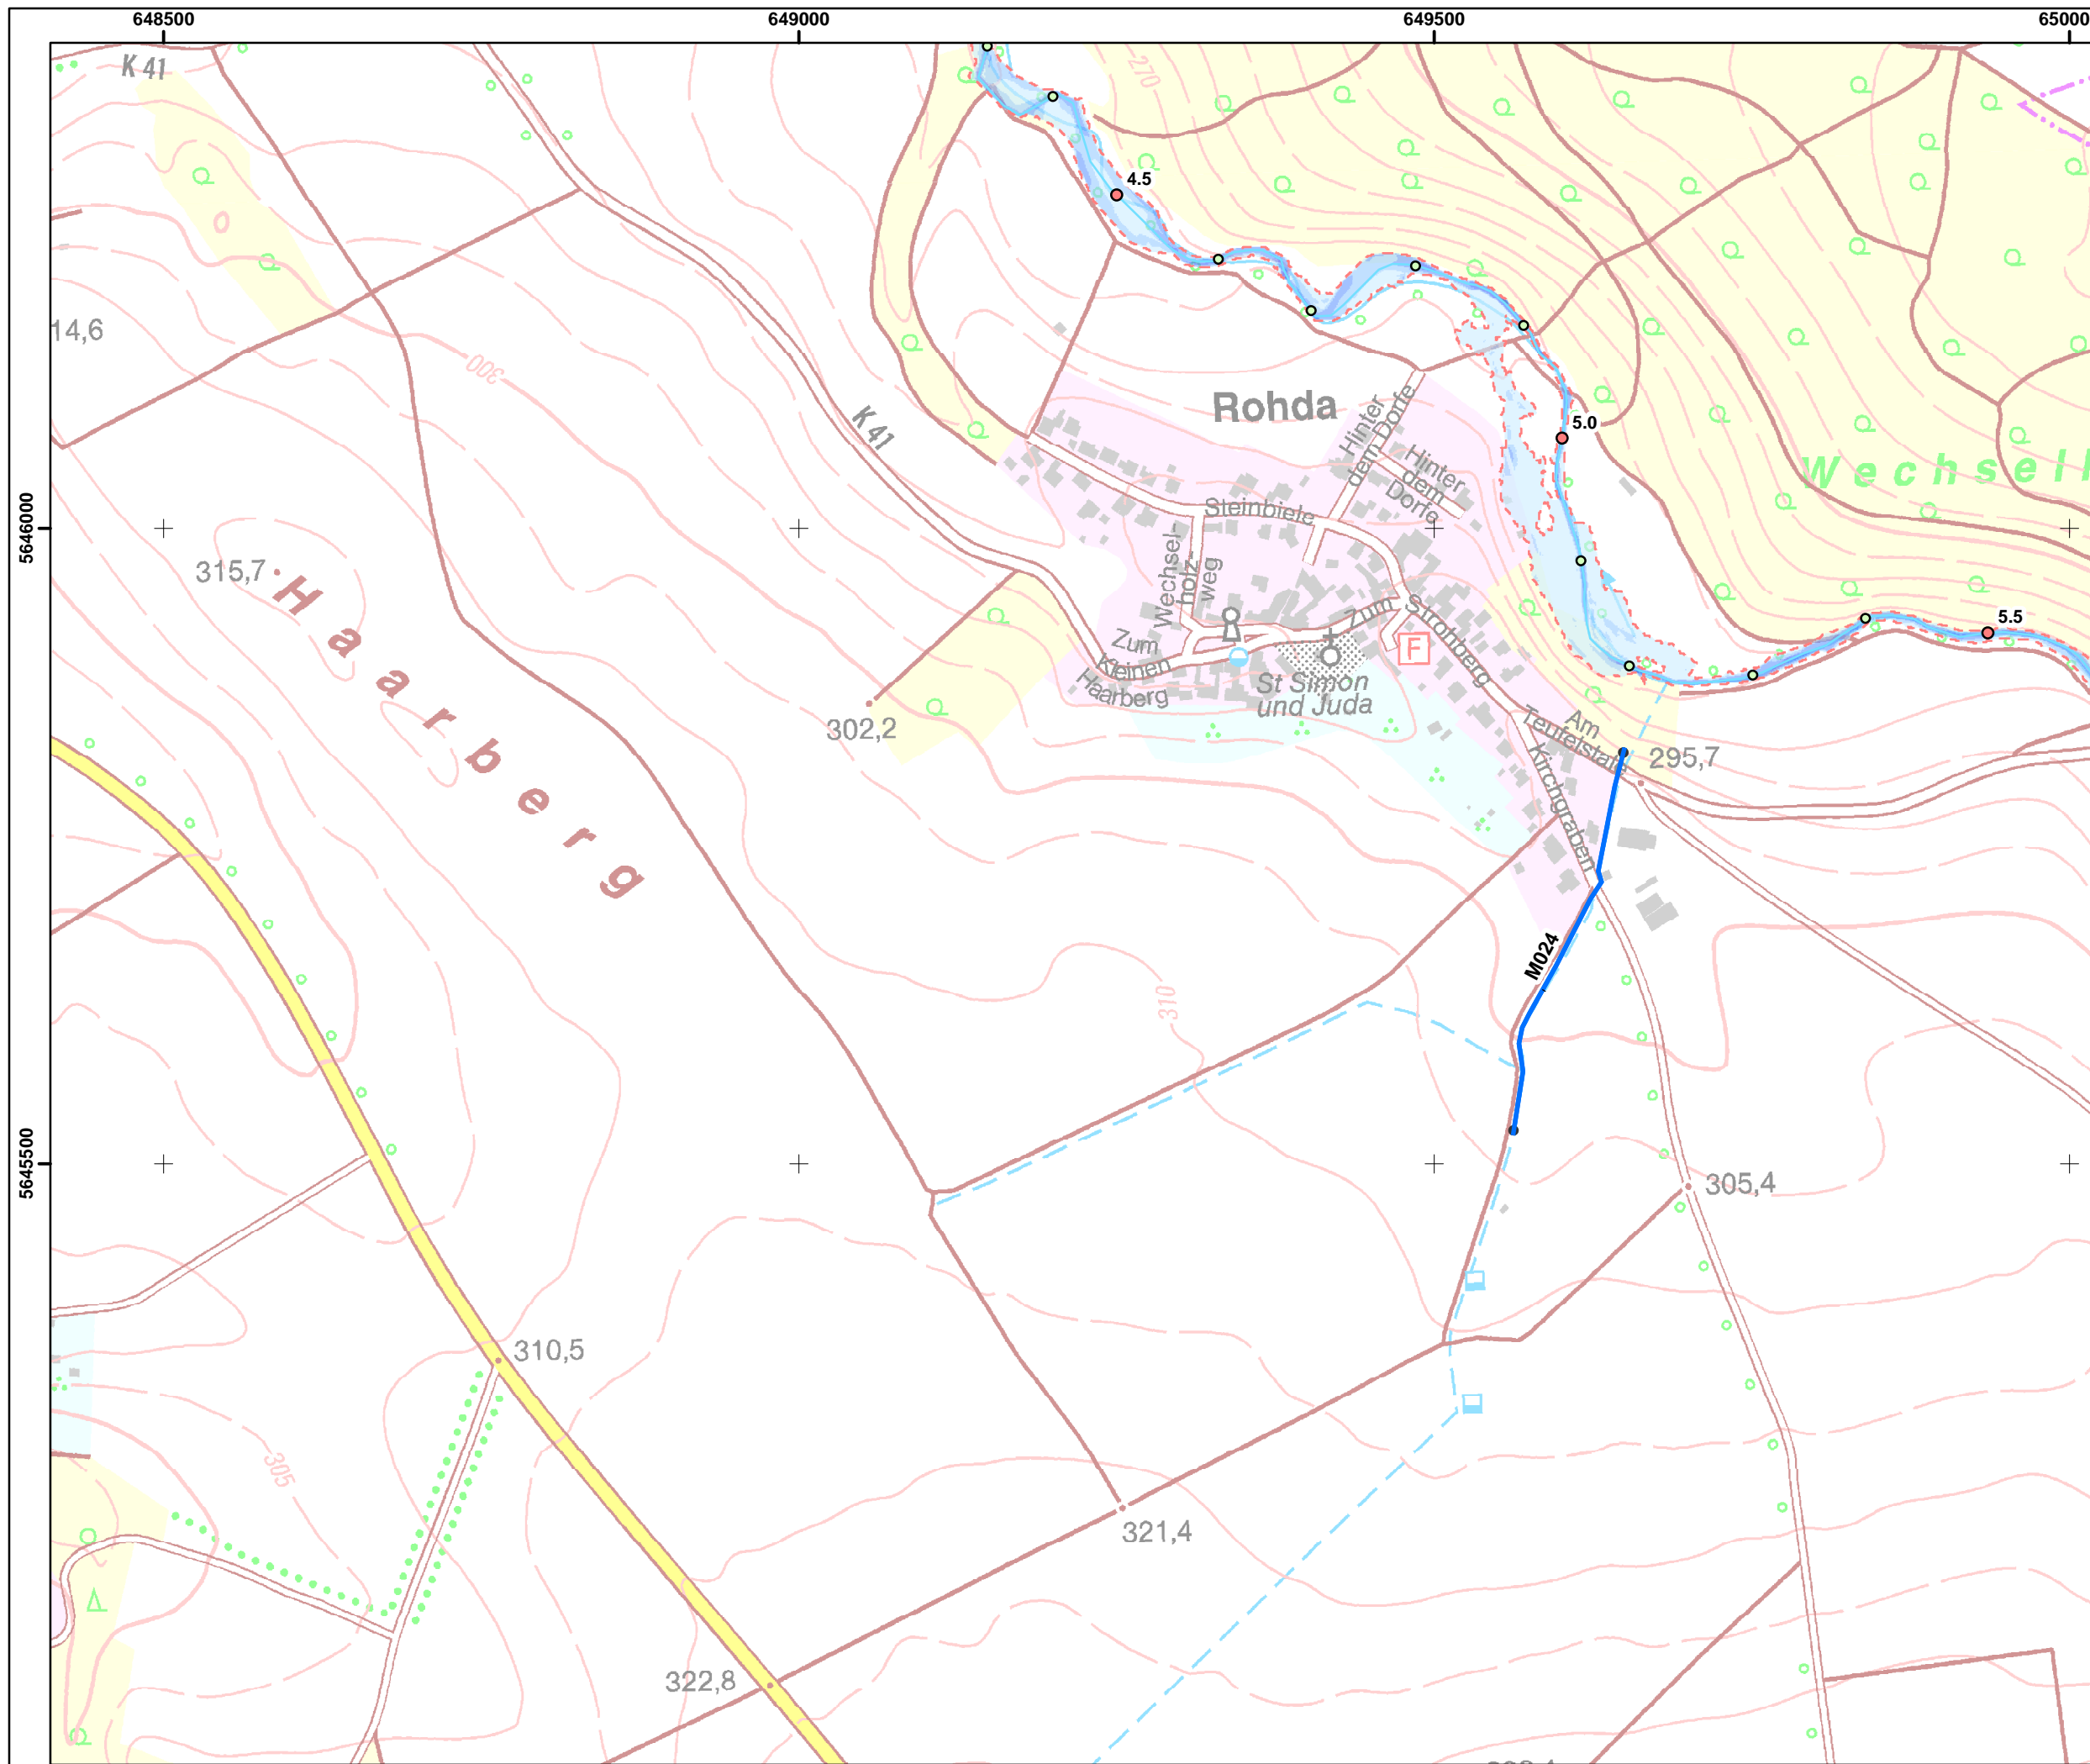 648500
649000
649500
65000
K 41
270
4.5
14,6
300
K 41
Rohda
Hinter
dem Dorfe
Hinter
dem
Dorfe
5.0
Wechsell
5646000
Steinbiele
Wechsel-
holz-
weg
315,7
Haarberg
Zum
Kleinen
Haarberg
Zum Strohberg
F
5.5
St Simon
und Juda
302,2
Am
Teufelstale
295,7
Kirchgraben
M024
310
5645500
305,4
310,5
305
321,4
322,8